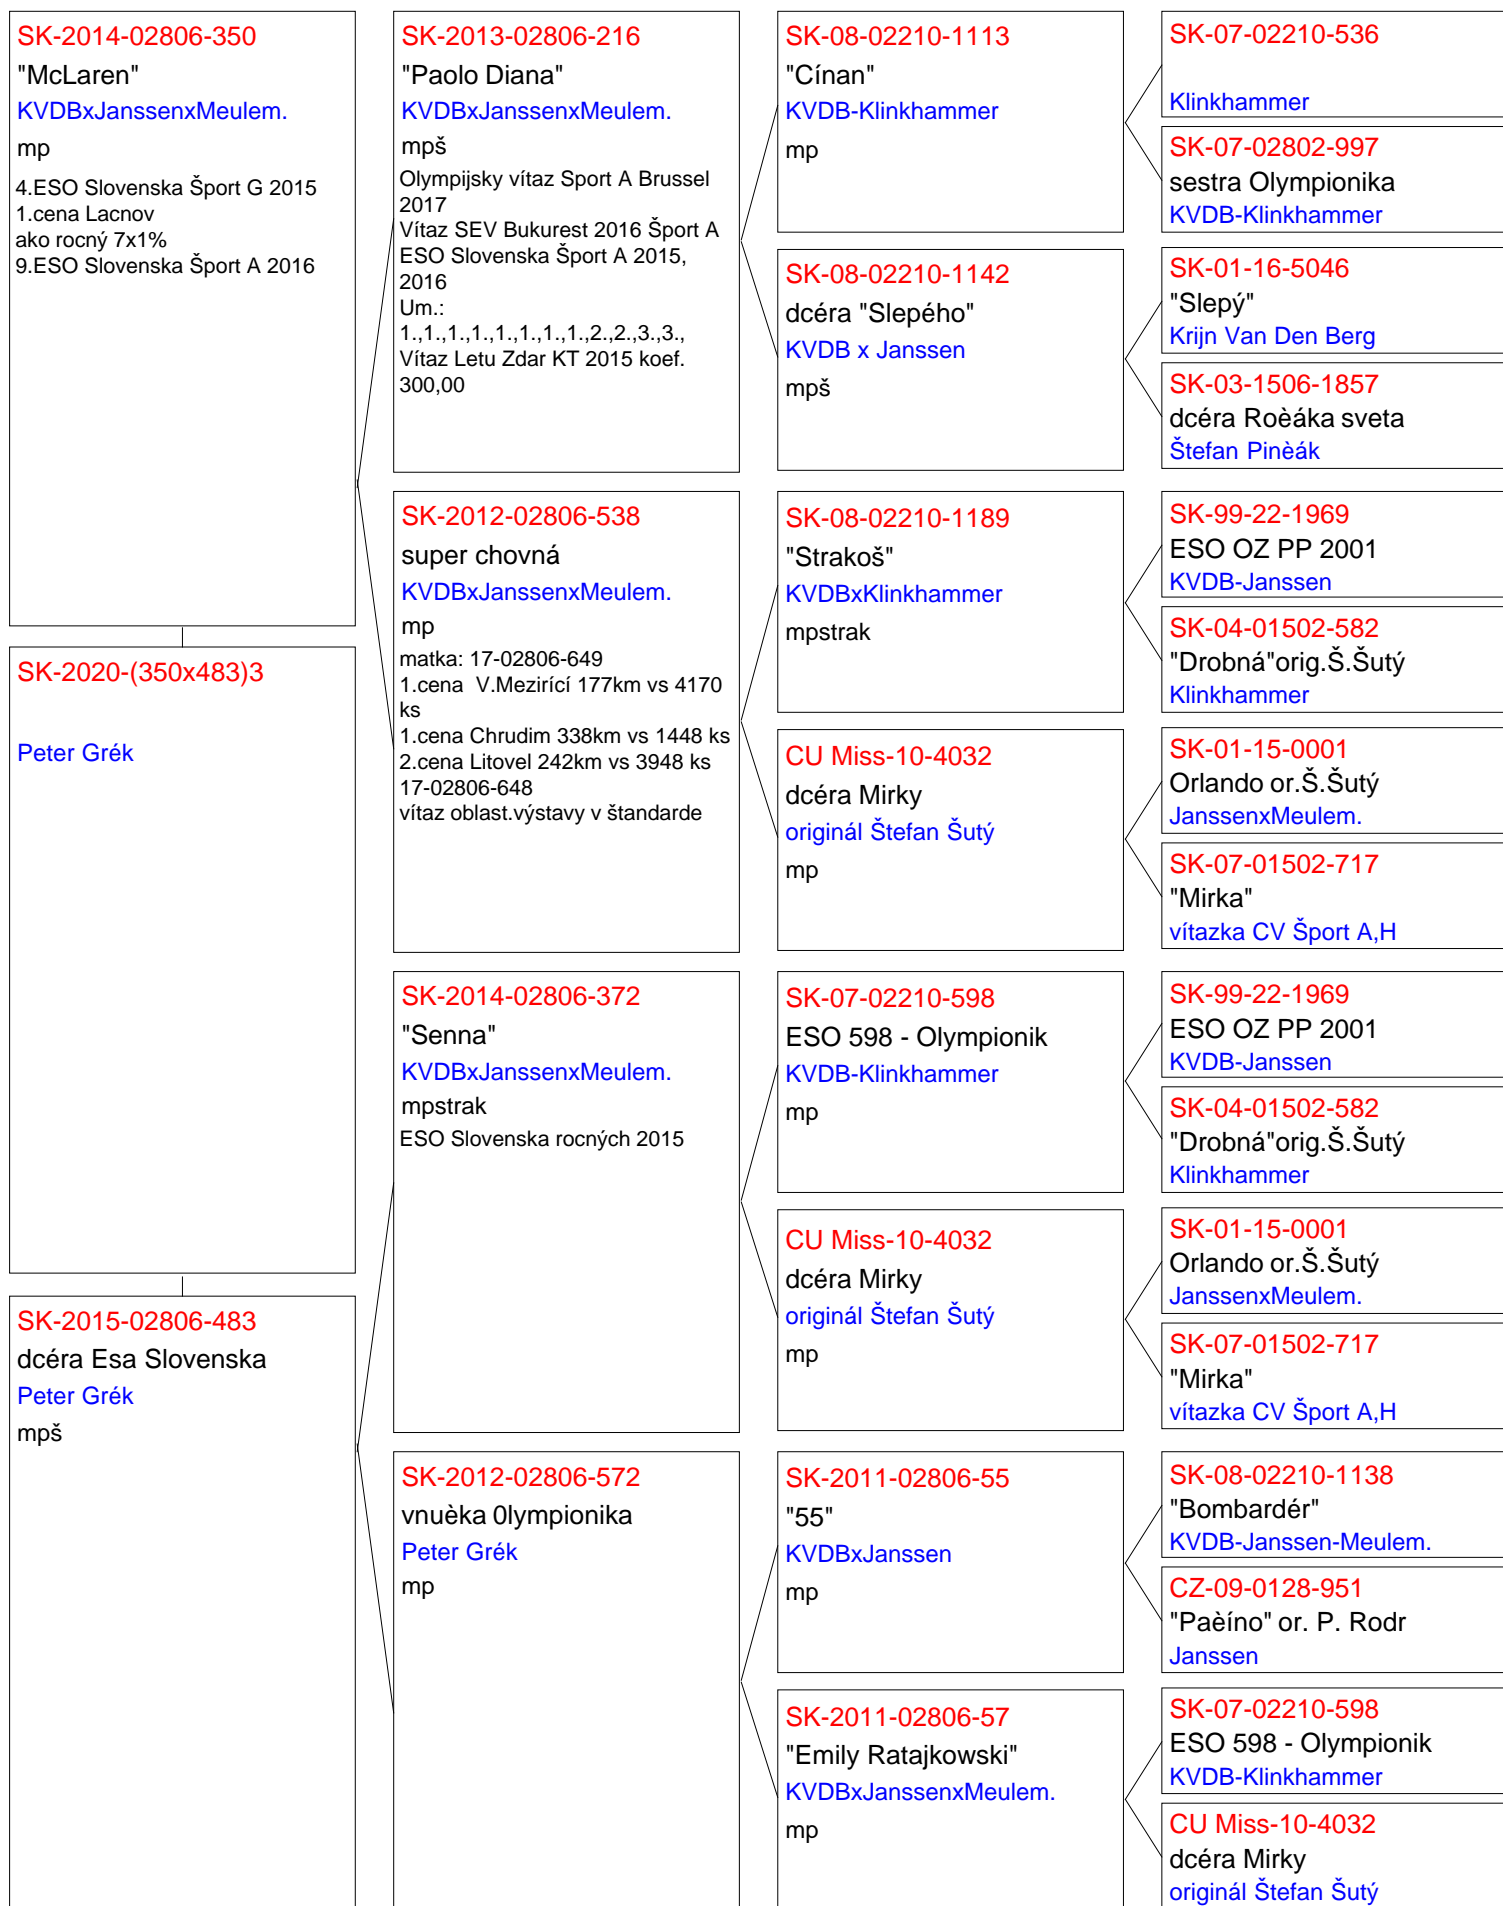 SK-2014-02806-350
"McLaren"
KVDBxJanssenxMeulem.
mp
4.ESO Slovenska Šport G 2015
1.cena Lacnov
ako rocný 7x1%
9.ESO Slovenska Šport A 2016
SK-2020-(350x483)3
Peter Grék
SK-2015-02806-483
dcéra Esa Slovenska
Peter Grék
mpš
SK-2013-02806-216
"Paolo Diana"
KVDBxJanssenxMeulem.
mpš
Olympijsky vítaz Sport A Brussel
2017
Vítaz SEV Bukurest 2016 Šport A
ESO Slovenska Šport A 2015,
2016
Um.:
1.,1.,1.,1.,1.,1.,1.,1.,2.,2.,3.,3.,
Vítaz Letu Zdar KT 2015 koef.
300,00
SK-2012-02806-538
super chovná
KVDBxJanssenxMeulem.
mp
matka: 17-02806-649
1.cena  V.Mezirící 177km vs 4170
ks
1.cena Chrudim 338km vs 1448 ks
2.cena Litovel 242km vs 3948 ks
17-02806-648
vítaz oblast.výstavy v štandarde
SK-2014-02806-372
"Senna"
KVDBxJanssenxMeulem.
mpstrak
ESO Slovenska rocných 2015
SK-2012-02806-572
vnuèka 0lympionika
Peter Grék
mp
SK-08-02210-1113
"Cínan"
KVDB-Klinkhammer
mp
SK-08-02210-1142
dcéra "Slepého"
KVDB x Janssen
mpš
SK-08-02210-1189
"Strakoš"
KVDBxKlinkhammer
mpstrak
CU Miss-10-4032
dcéra Mirky
originál Štefan Šutý
mp
SK-07-02210-598
ESO 598 - Olympionik
KVDB-Klinkhammer
mp
CU Miss-10-4032
dcéra Mirky
originál Štefan Šutý
mp
SK-2011-02806-55
"55"
KVDBxJanssen
mp
SK-2011-02806-57
"Emily Ratajkowski"
KVDBxJanssenxMeulem.
mp
SK-07-02210-536
Klinkhammer
SK-07-02802-997
sestra Olympionika
KVDB-Klinkhammer
SK-01-16-5046
"Slepý"
Krijn Van Den Berg
SK-03-1506-1857
dcéra Roèáka sveta
Štefan Pinèák
SK-99-22-1969
ESO OZ PP 2001
KVDB-Janssen
SK-04-01502-582
"Drobná"orig.Š.Šutý
Klinkhammer
SK-01-15-0001
Orlando or.Š.Šutý
JanssenxMeulem.
SK-07-01502-717
"Mirka"
vítazka CV Šport A,H
SK-99-22-1969
ESO OZ PP 2001
KVDB-Janssen
SK-04-01502-582
"Drobná"orig.Š.Šutý
Klinkhammer
SK-01-15-0001
Orlando or.Š.Šutý
JanssenxMeulem.
SK-07-01502-717
"Mirka"
vítazka CV Šport A,H
SK-08-02210-1138
"Bombardér"
KVDB-Janssen-Meulem.
CZ-09-0128-951
"Paèíno" or. P. Rodr
Janssen
SK-07-02210-598
ESO 598 - Olympionik
KVDB-Klinkhammer
CU Miss-10-4032
dcéra Mirky
originál Štefan Šutý